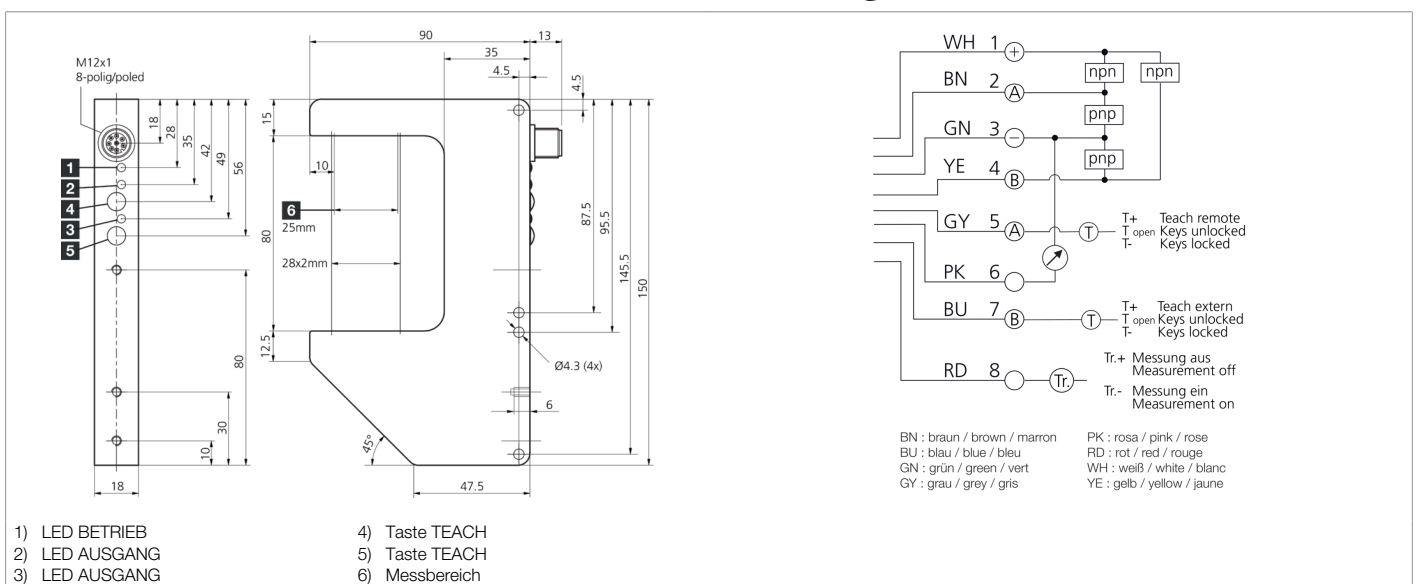 90
13
35
4.5
4.5
M12x1
8-polig/poled
18
28
35
42
49
56
15
10
1
2
4
3
5
6
25mm
80
28x2mm
87.5
95.5
145.5
150
12.5
80
Ø4.3 (4x)
6
30
10
45°
18
47.5
WH 1 +
npn npn
BN 2 A
pnp
GN 3 −
pnp
YE 4 B
GY 5 A T T+ Teach remote
T open Keys unlocked
T- Keys locked
PK 6
BU 7 B T T+ Teach extern
T open Keys unlocked
T- Keys locked
RD 8 Tr. Tr.+ Messung aus
Measurement off
Tr.- Messung ein
Measurement on
BN : braun / brown / marron
BU : blau / blue / bleu
GN : grün / green / vert
GY : grau / grey / gris
PK : rosa / pink / rose
RD : rot / red / rouge
WH : weiß / white / blanc
YE : gelb / yellow / jaune
1) LED BETRIEB
2) LED AUSGANG
3) LED AUSGANG
4) Taste TEACH
5) Taste TEACH
6) Messbereich